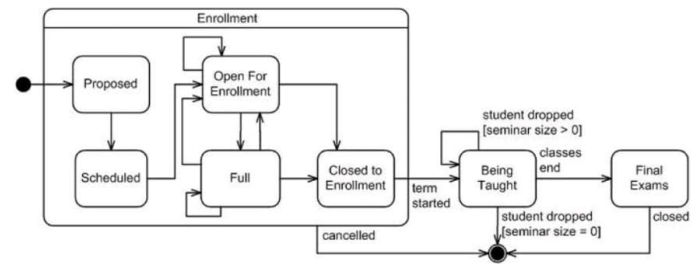 Enrollment
Proposed
Open For
Enrollment
Scheduled
Full
Closed to
Enrollment
term
started
student dropped
[seminar size > 0]
Being
Taught
classes
end
Final
Exams
student dropped
[seminar size = 0]
closed
cancelled